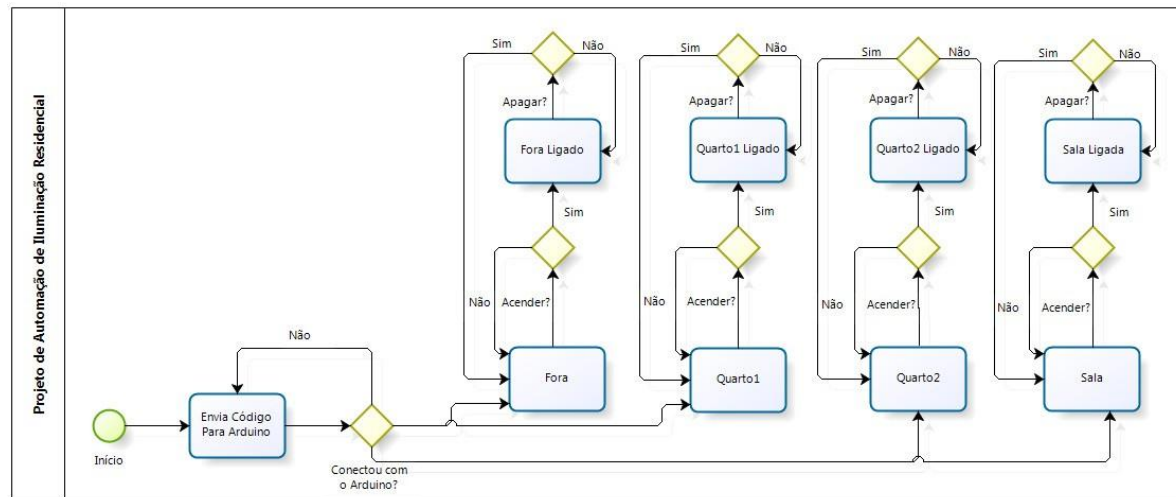 Projeto de Automação de Iluminação Residencial
Sim
Não
Sim
Não
Sim
Não
Sim
Não
Apagar?
Apagar?
Apagar?
Apagar?
Fora Ligado
Quarto1 Ligado
Quarto2 Ligado
Sala Ligada
Sim
Sim
Sim
Sim
Não
Acender?
Não
Acender?
Não
Acender?
Não
Acender?
Não
Fora
Quarto1
Quarto2
Sala
Envia Código
Para Arduino
Início
Conectou com
o Arduino?